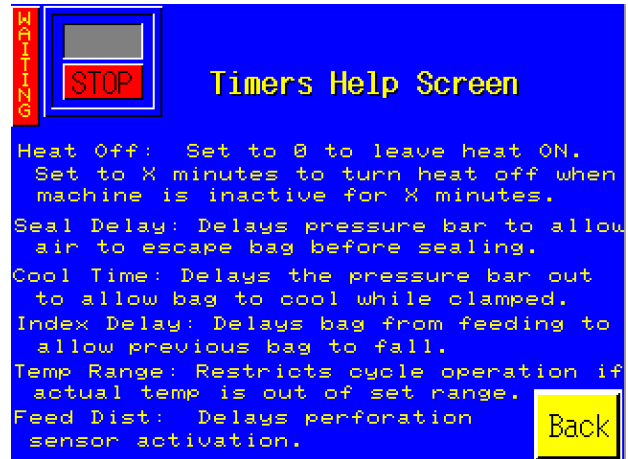 WAITING
STOP
Timers Help Screen
Heat Off: Set to 0 to leave heat ON.
Set to X minutes to turn heat off when
machine is inactive for X minutes.
Seal Delay: Delays pressure bar to allow
air to escape bag before sealing.
Cool Time: Delays the pressure bar out
to allow bag to cool while clamped.
Index Delay: Delays bag from feeding to
allow previous bag to fall.
Temp Range: Restricts cycle operation if
actual temp is out of set range.
Feed Dist: Delays perforation
sensor activation.
Back